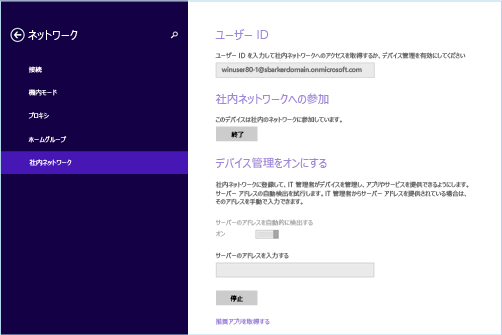 ネットワーク
接続
機内モード
プロキシ
ホームグループ
社内ネットワーク
ユーザー ID
ユーザー ID を入力して社内ネットワークへのアクセスを取得するか、デバイス管理を有効にしてください
winuser80-1@sbarkerdomain.onmicrosoft.com
社内ネットワークへの参加
このデバイスは社内のネットワークに参加しています。
終了
デバイス管理をオンにする
社内ネットワークに登録して、IT 管理者がデバイスを管理し、アプリやサービスを提供できるようにします。
サーバー アドレスの自動検出を試行します。IT 管理者からサーバー アドレスを提供されている場合は、
そのアドレスを手動で入力できます。
サーバーのアドレスを自動的に検出する
オン
サーバーのアドレスを入力する
停止
推奨アプリを取得する